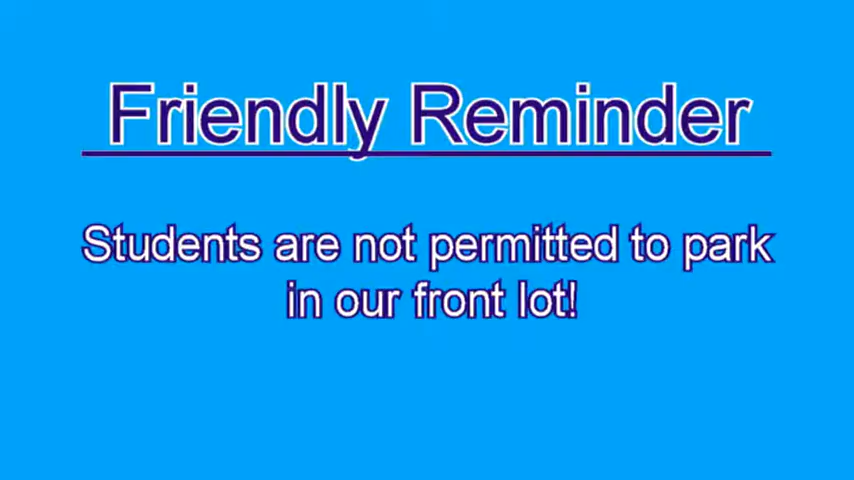 Friendly Reminder
Students are not permitted to park
in our front lot!